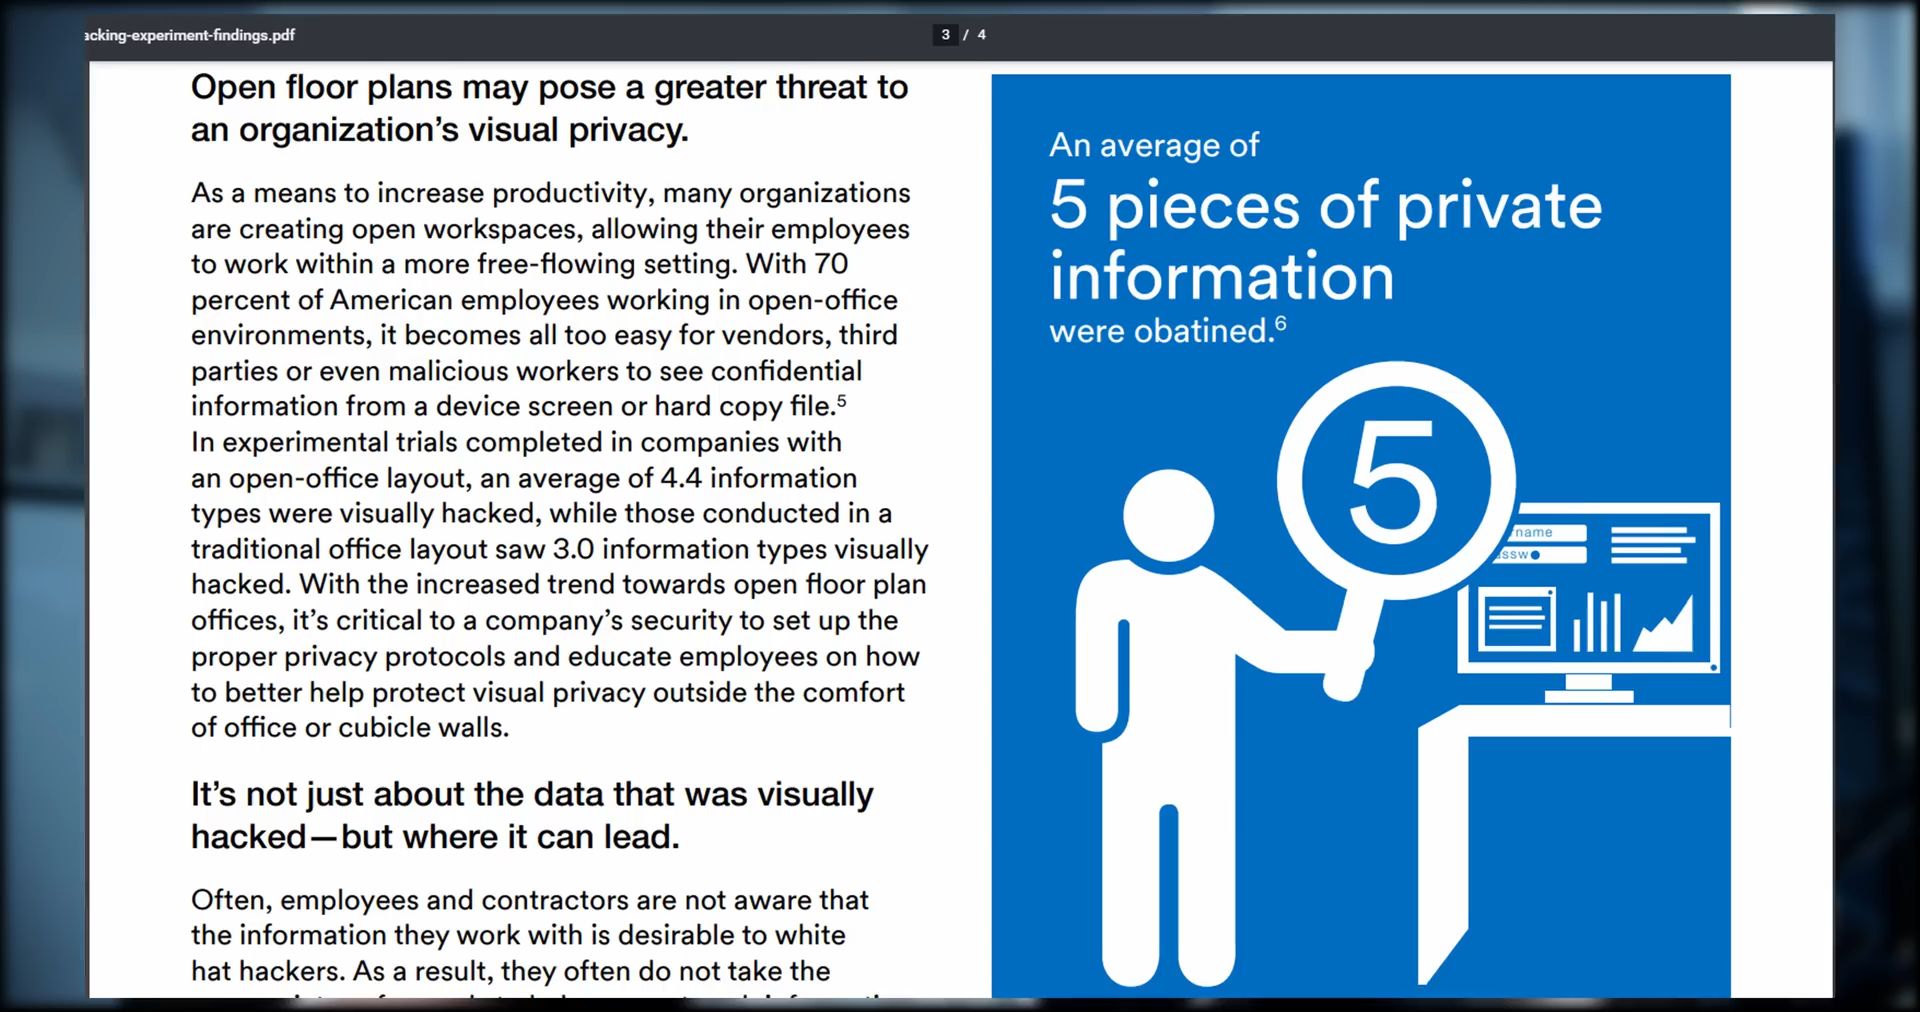 acking-experiment-findings.pdf
3 / 4
Open floor plans may pose a greater threat to
an organization's visual privacy.
As a means to increase productivity, many organizations
are creating open workspaces, allowing their employees
to work within a more free-flowing setting. With 70
percent of American employees working in open-office
environments, it becomes all too easy for vendors, third
parties or even malicious workers to see confidential
information from a device screen or hard copy file.5
In experimental trials completed in companies with
an open-office layout, an average of 4.4 information
types were visually hacked, while those conducted in a
traditional office layout saw 3.0 information types visually
hacked. With the increased trend towards open floor plan
offices, it's critical to a company's security to set up the
proper privacy protocols and educate employees on how
to better help protect visual privacy outside the comfort
of office or cubicle walls.
It's not just about the data that was visually
hacked—but where it can lead.
Often, employees and contractors are not aware that
the information they work with is desirable to white
hat hackers. As a result, they often do not take the
An average of
5 pieces of private
information
were obatined.6
5
name
ssw